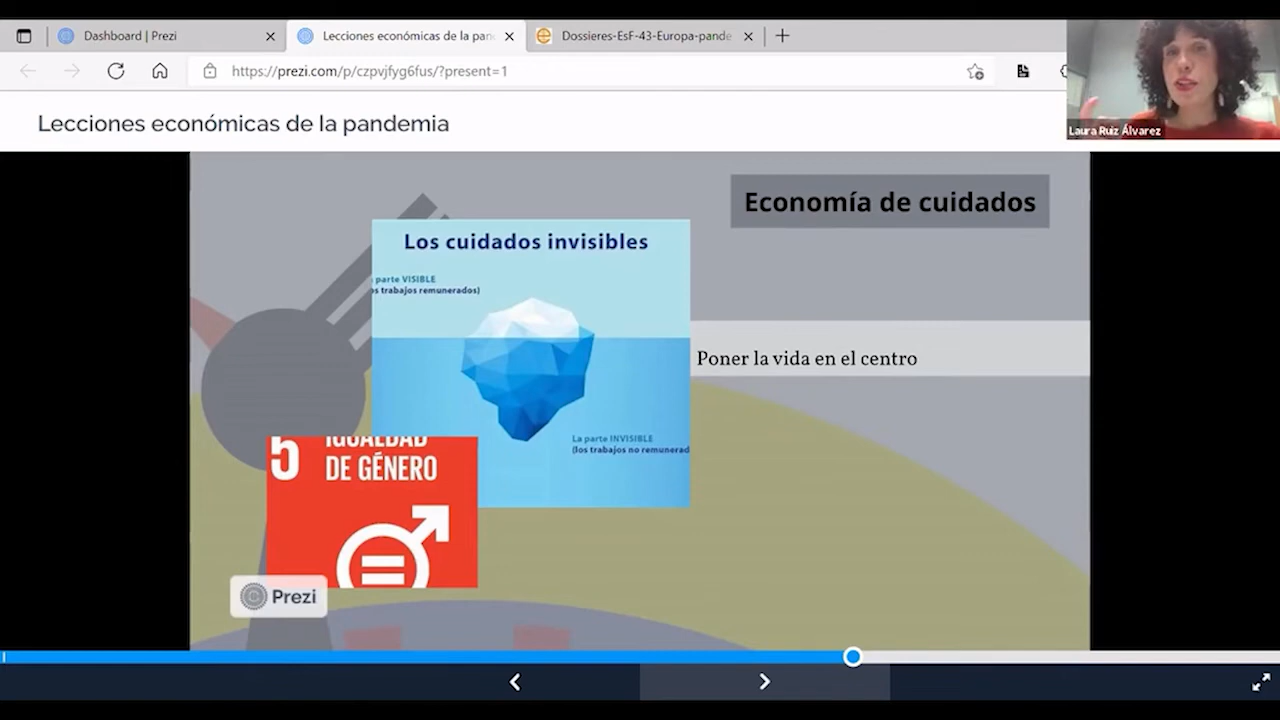 Dashboard | Prezi
Lecciones económicas de la pan
Dossieres-EsF-43-Europa-pande
https://prezi.com/p/czpvjfyg6fus/?present=1
Lecciones económicas de la pandemia
Laura Ruiz Álvarez
Economía de cuidados
Los cuidados invisibles
parte VISIBLE
os trabajos remunerados)
Poner la vida en el centro
La parte INVISIBLE
(los trabajos no remunerad
5 IGUALDAD
DE GÉNERO
Prezi